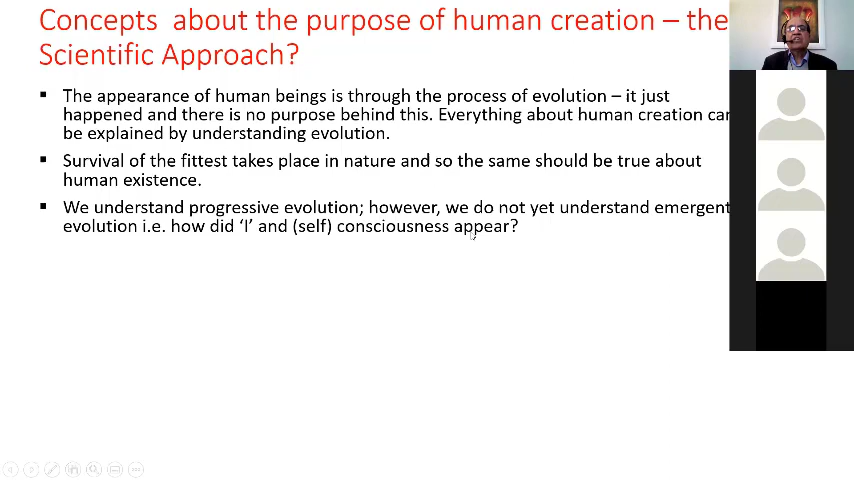 Concepts about the purpose of human creation – the
Scientific Approach?
▪ The appearance of human beings is through the process of evolution – it just
happened and there is no purpose behind this. Everything about human creation can
be explained by understanding evolution.
▪ Survival of the fittest takes place in nature and so the same should be true about
human existence.
▪ We understand progressive evolution; however, we do not yet understand emergent
evolution i.e. how did ‘I’ and (self) consciousness appear?